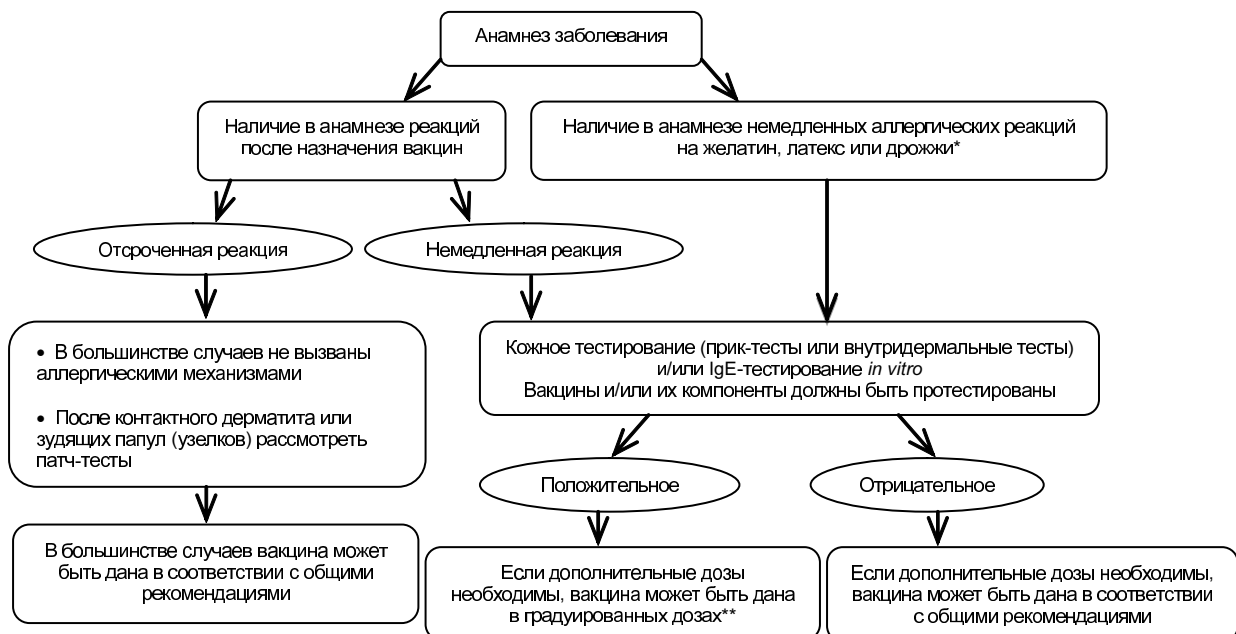 Анамнез заболевания
Наличие в анамнезе реакций
после назначения вакцин
Наличие в анамнезе немедленных аллергических реакций
на желатин, латекс или дрожжи*
Отсроченная реакция
Немедленная реакция
• В большинстве случаев не вызваны
аллергическими механизмами
• После контактного дерматита или
зудящих папул (узелков) рассмотреть
патч-тесты
Кожное тестирование (прик-тесты или внутридермальные тесты)
и/или IgE-тестирование in vitro
Вакцины и/или их компоненты должны быть протестированы
Положительное
Отрицательное
В большинстве случаев вакцина может
быть дана в соответствии с общими
рекомендациями
Если дополнительные дозы
необходимы, вакцина может быть дана
в градуированных дозах**
Если дополнительные дозы необходимы,
вакцина может быть дана в соответствии
с общими рекомендациями